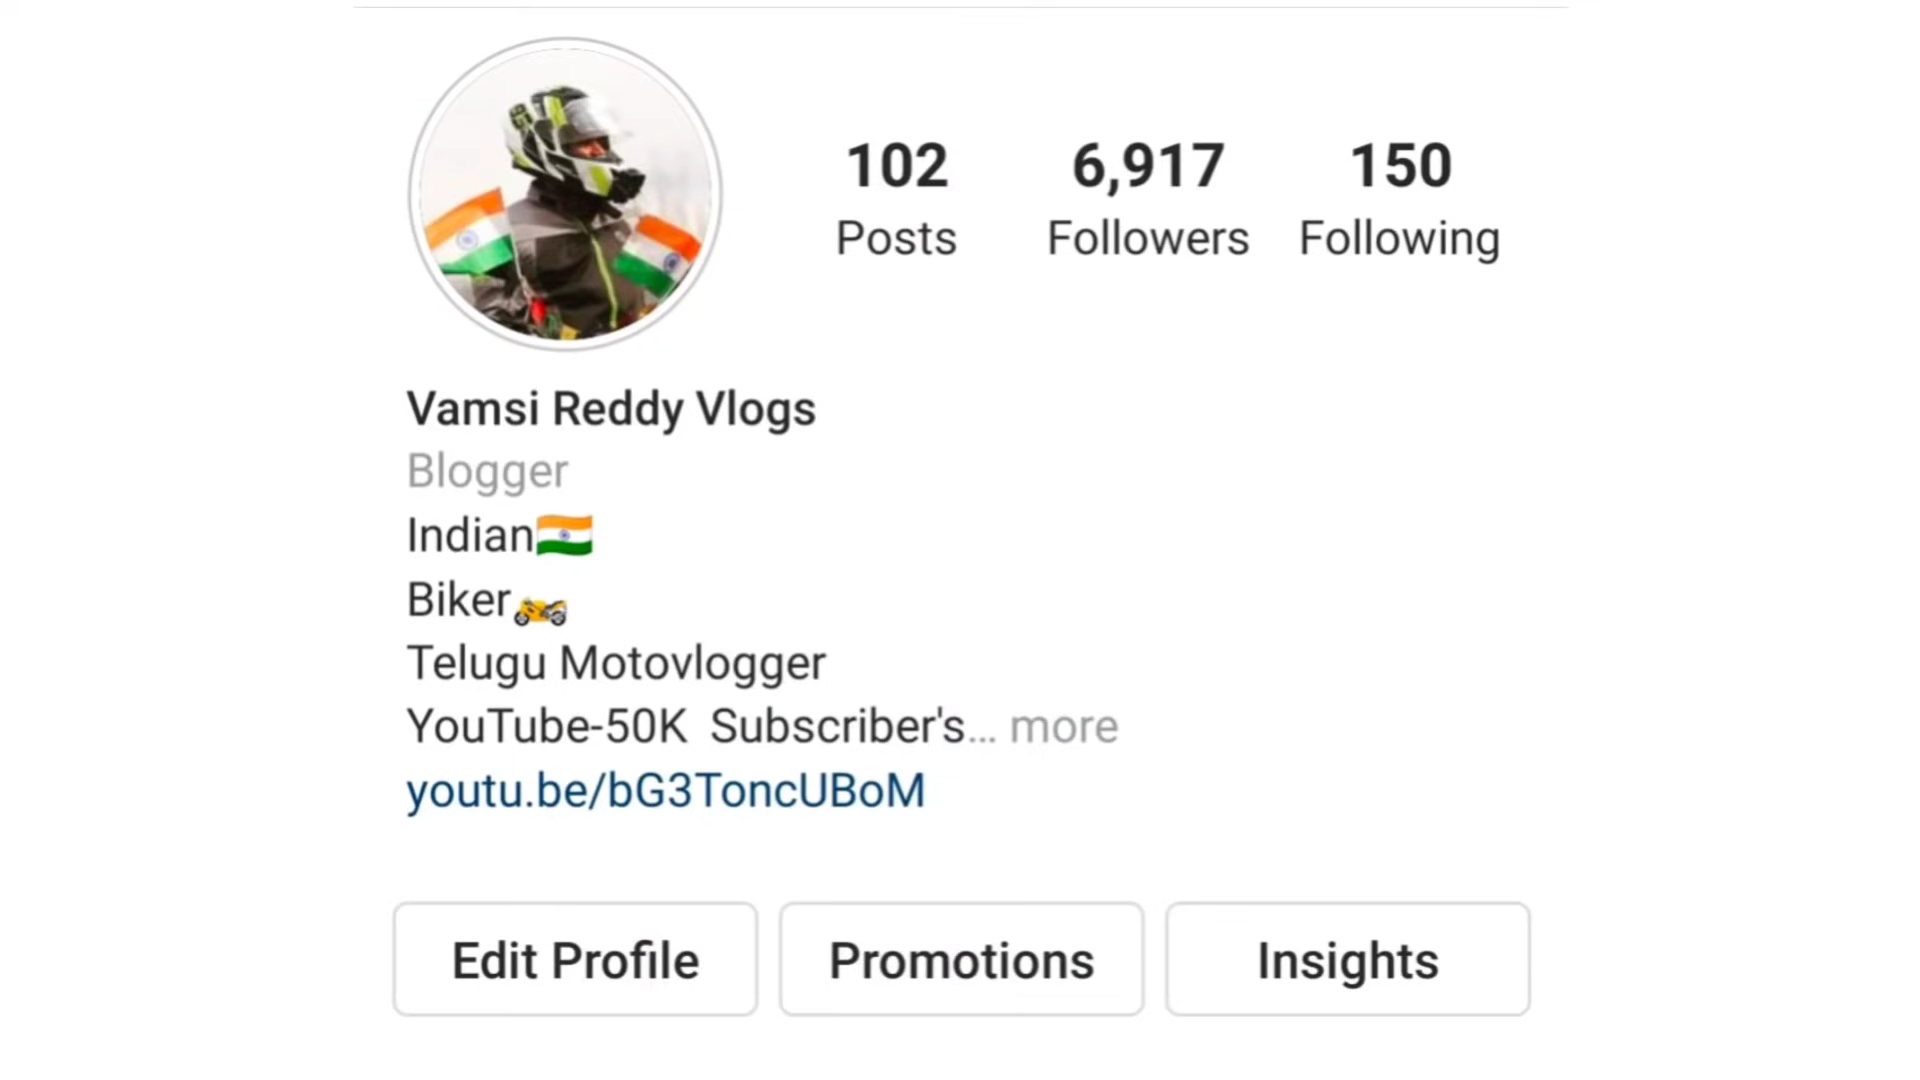 102 6,917 150
Posts Followers Following
Vamsi Reddy Vlogs
Blogger
Indian🇮🇳
Biker🏍️
Telugu Motovlogger
YouTube-50K  Subscriber's... more
youtu.be/bG3ToncUBoM
Edit Profile Promotions Insights